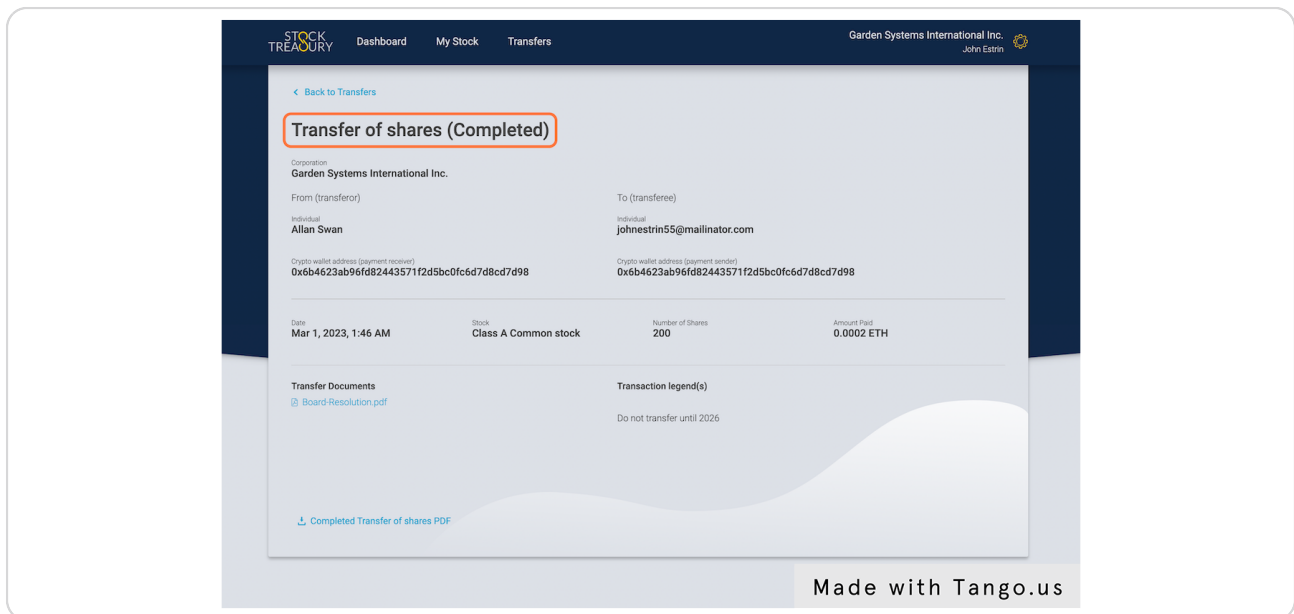 STOCK
TREASURY
Dashboard
My Stock
Transfers
Garden Systems International Inc.
John Estrin
Back to Transfers
Transfer of shares (Completed)
Corporation
Garden Systems International Inc.
From (transferor)
To (transferee)
Individual
Allan Swan
Individual
johnestrin55@mailinator.com
Crypto wallet address (payment receiver)
0x6b4623ab96fd82443571f2d5bc0fc6d7d8cd7d98
Crypto wallet address (payment sender)
0x6b4623ab96fd82443571f2d5bc0fc6d7d8cd7d98
Date
Mar 1, 2023, 1:46 AM
Stock
Class A Common stock
Number of Shares
200
Amount Paid
0.0002 ETH
Transfer Documents
Board-Resolution.pdf
Transaction legend(s)
Do not transfer until 2026
Completed Transfer of shares PDF
Made with Tango.us